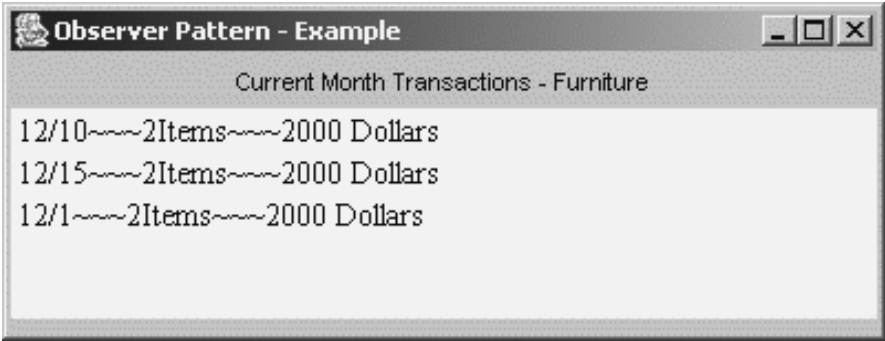 Observer Pattern - Example
Current Month Transactions - Furniture
12/10~~~2Items~~~2000 Dollars
12/15~~~2Items~~~2000 Dollars
12/1~~~2Items~~~2000 Dollars